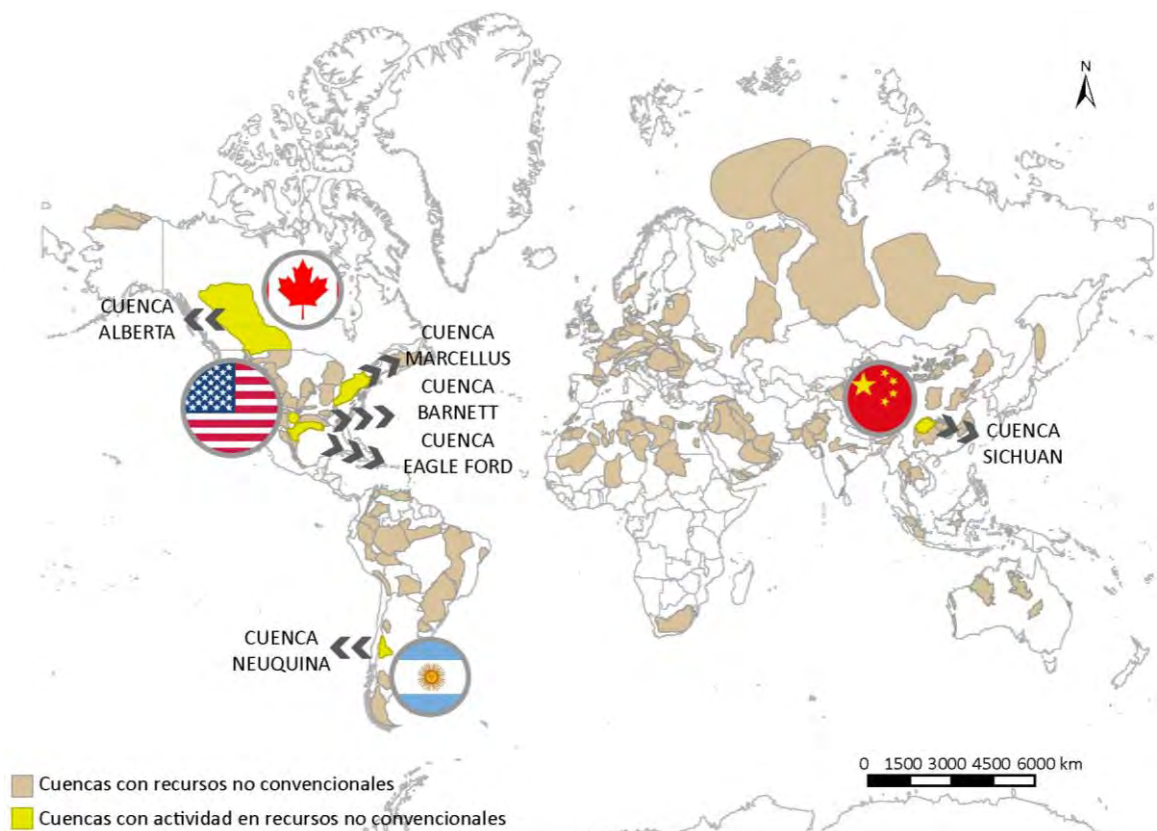 N
CUENCA
ALBERTA
CUENCA
MARCELLUS
CUENCA
BARNETT
CUENCA
EAGLE FORD
CUENCA
SICHUAN
CUENCA
NEUQUINA
0 1500 3000 4500 6000 km
Cuencas con recursos no convencionales
Cuencas con actividad en recursos no convencionales